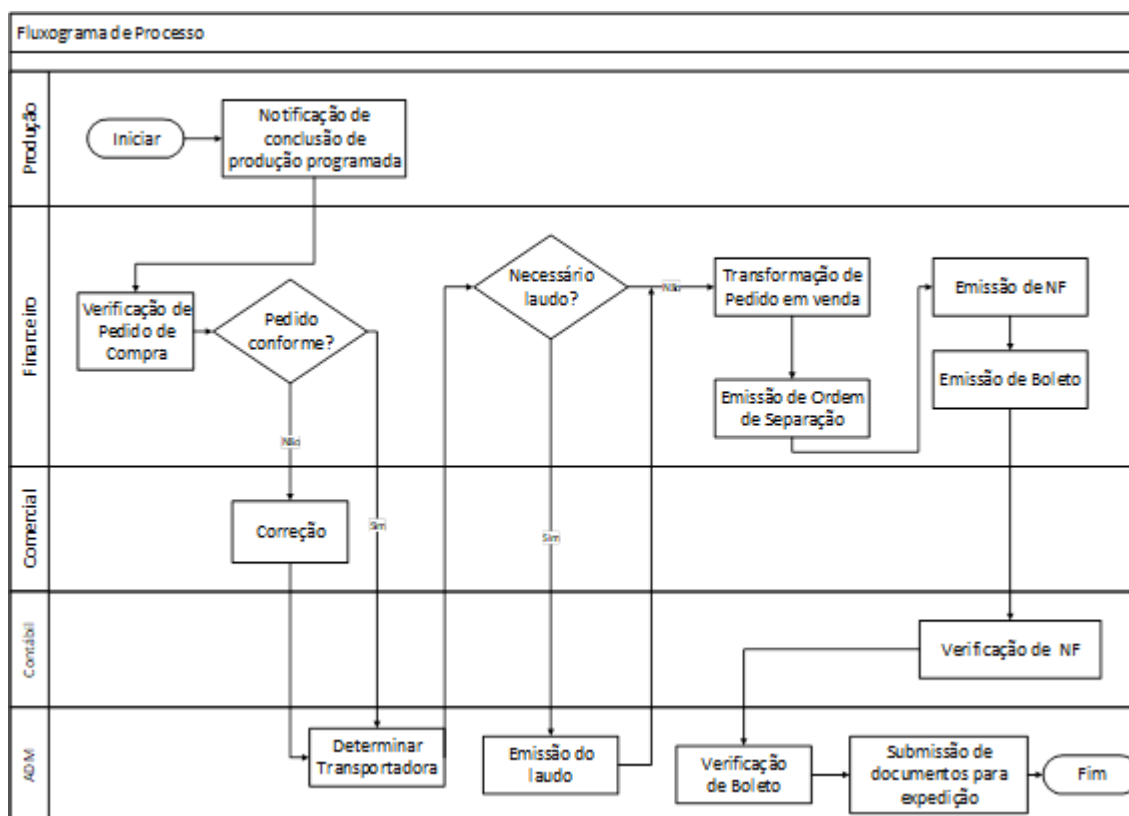 Fluxograma de Processo
Produção
Iniciar
Notificação de
conclusão de
produção programada
Financeiro
Verificação de
Pedido de
Compra
Pedido
conforme?
Não
Sim
Necessário
laudo?
Não
Sim
Transformação de
Pedido em venda
Emissão de Ordem
de Separação
Emissão de NF
Emissão de Boleto
Comercial
Correção
Contábil
Verificação de NF
ADM
Determinar
Transportadora
Emissão do
laudo
Verificação
de Boleto
Submissão de
documentos para
expedição
Fim